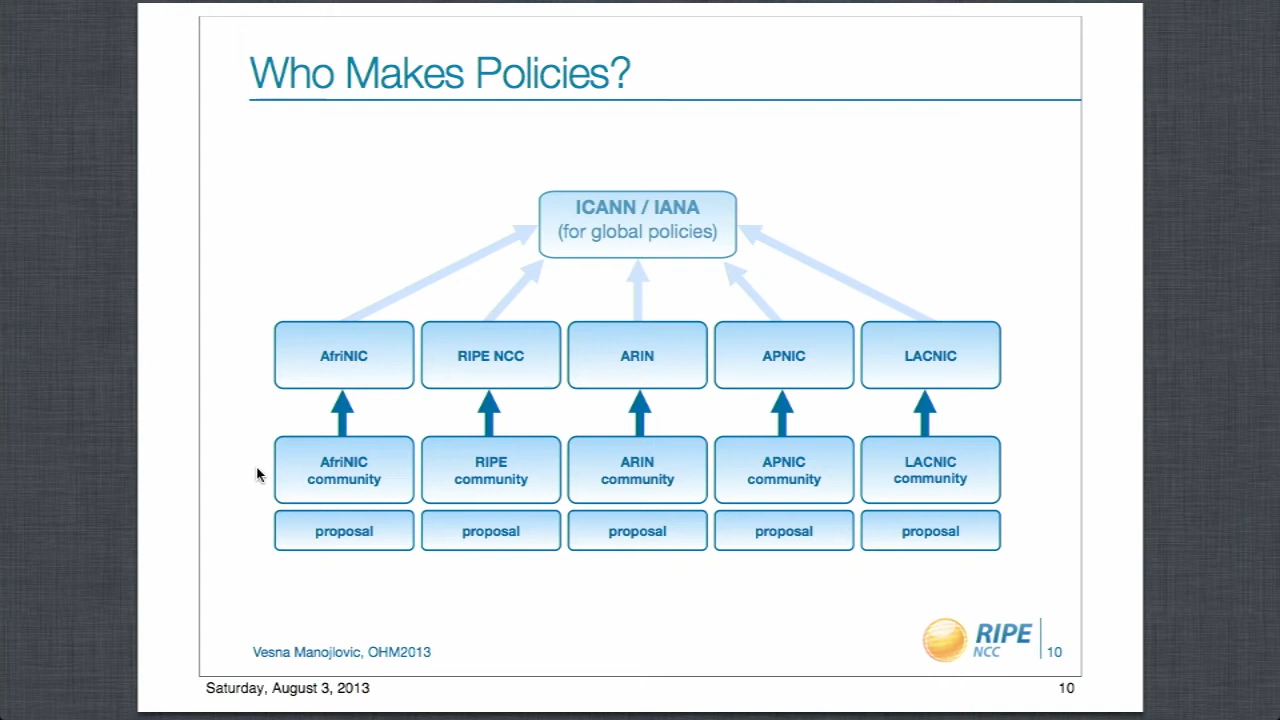 Who Makes Policies?
ICANN / IANA
(for global policies)
AfriNIC
RIPE NCC
ARIN
APNIC
LACNIC
AfriNIC
community
RIPE
community
ARIN
community
APNIC
community
LACNIC
community
proposal
proposal
proposal
proposal
proposal
Vesna Manojlovic, OHM2013
RIPE
NCC
10
Saturday, August 3, 2013
10